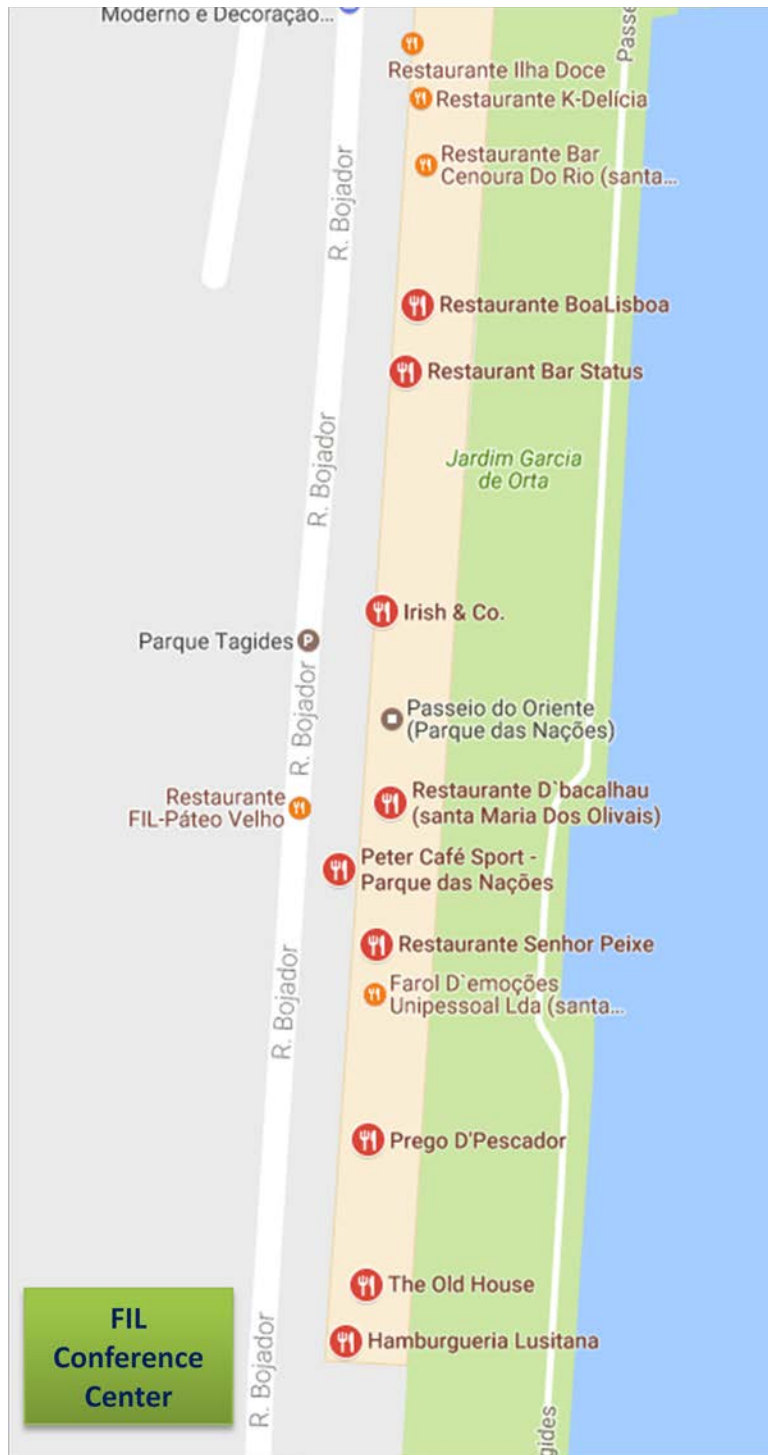 Moderno e Decoração...
Restaurante Ilha Doce
Passe
Restaurante K-Delícia
Restaurante Bar
Cenoura Do Rio (santa...
R. Bojador
Restaurante BoaLisboa
Restaurant Bar Status
Jardim Garcia
de Orta
R. Bojador
Irish & Co.
Parque Tagides
P
R. Bojador
Passeio do Oriente
(Parque das Nações)
Restaurante D`bacalhau
(santa Maria Dos Olivais)
Restaurante
FIL-Páteo Velho
Peter Café Sport -
Parque das Nações
Restaurante Senhor Peixe
Farol D`emoções
Unipessoal Lda (santa...
R. Bojador
Prego D'Pescador
The Old House
Hamburgueria Lusitana
FIL
Conference
Center
R. Bojador
gides